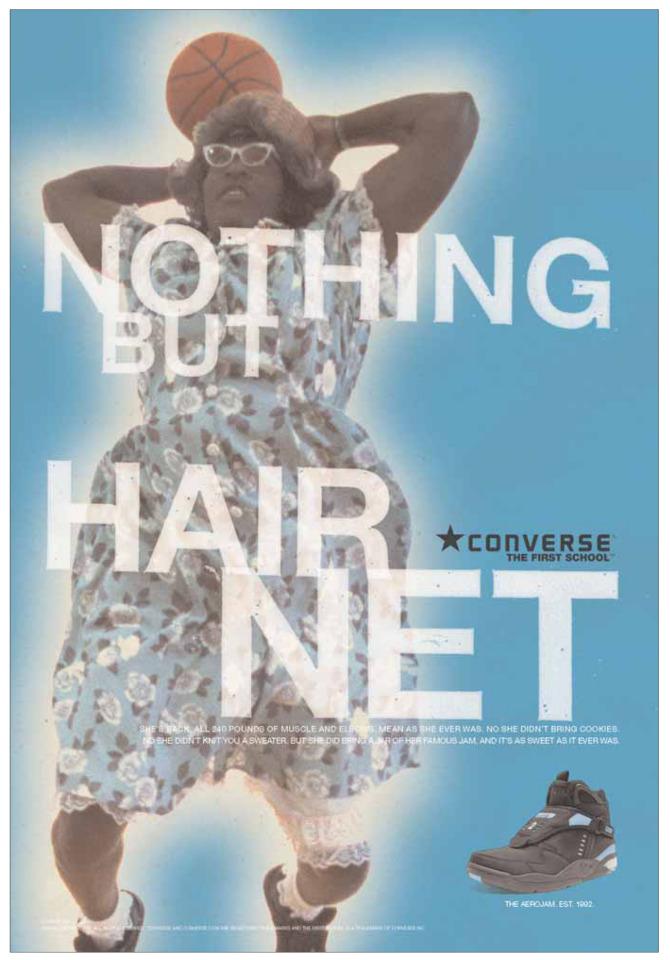 NOTHING
BUT
HAIR
NET
CONVERSE
THE FIRST SCHOOL™
SHE'S BACK. ALL 240 POUNDS OF MUSCLE AND ELBOWS. MEAN AS SHE EVER WAS. NO SHE DIDN'T BRING COOKIES.
NO SHE DIDN'T KNIT YOU A SWEATER. BUT SHE DID BRING A JAR OF HER FAMOUS JAM. AND IT'S AS SWEET AS IT EVER WAS.
THE AEROJAM. EST. 1992.